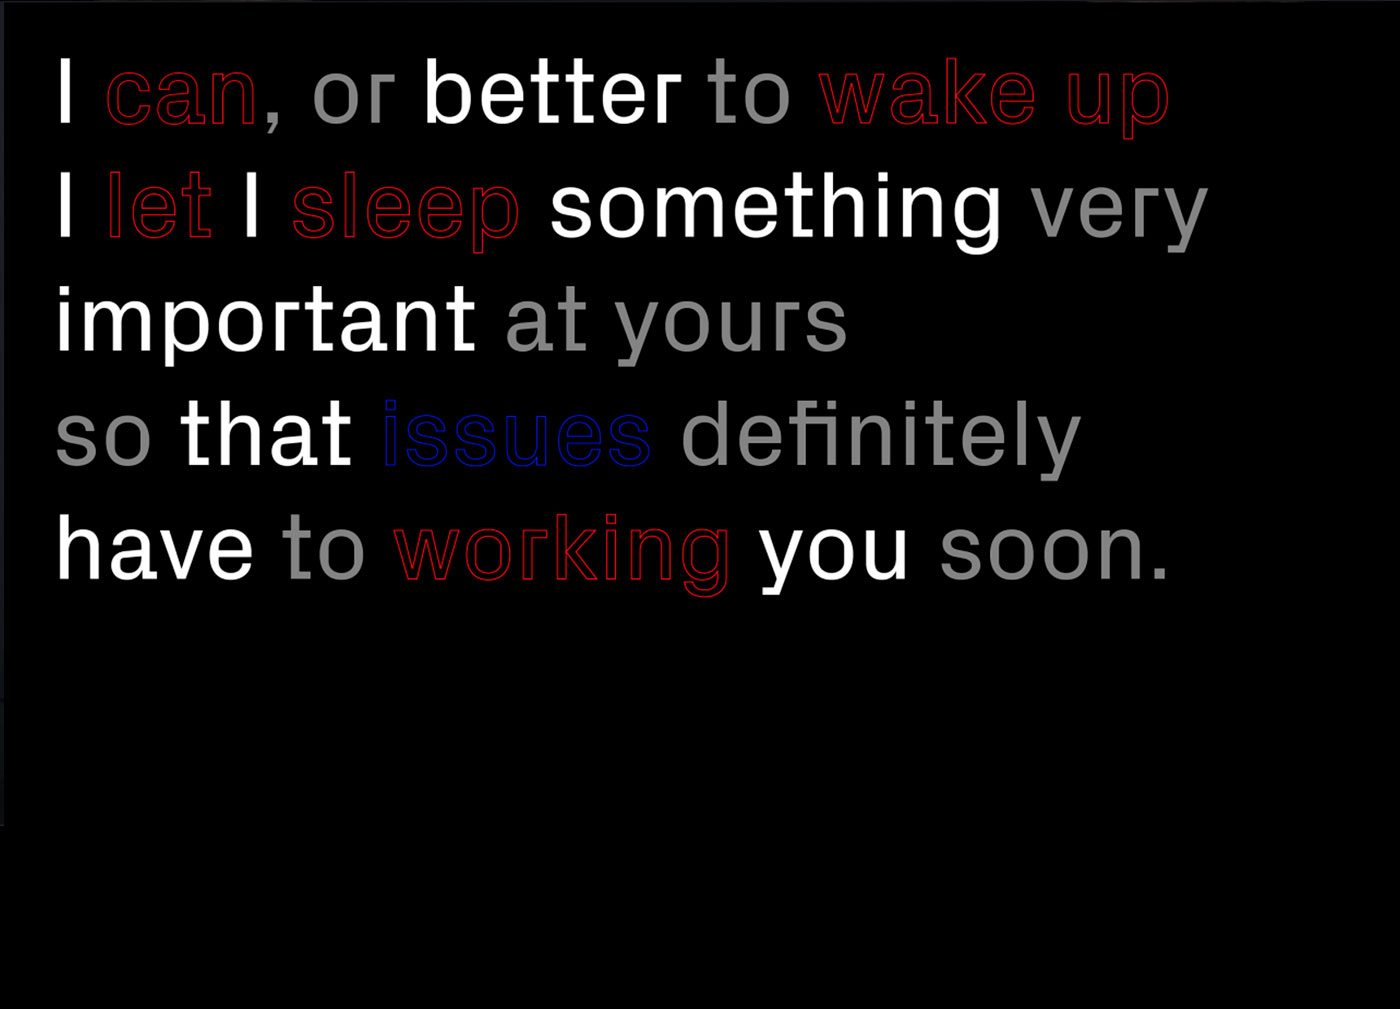 I can, or better to wake up
I let I sleep something very
important at yours
so that issues definitely
have to working you soon.